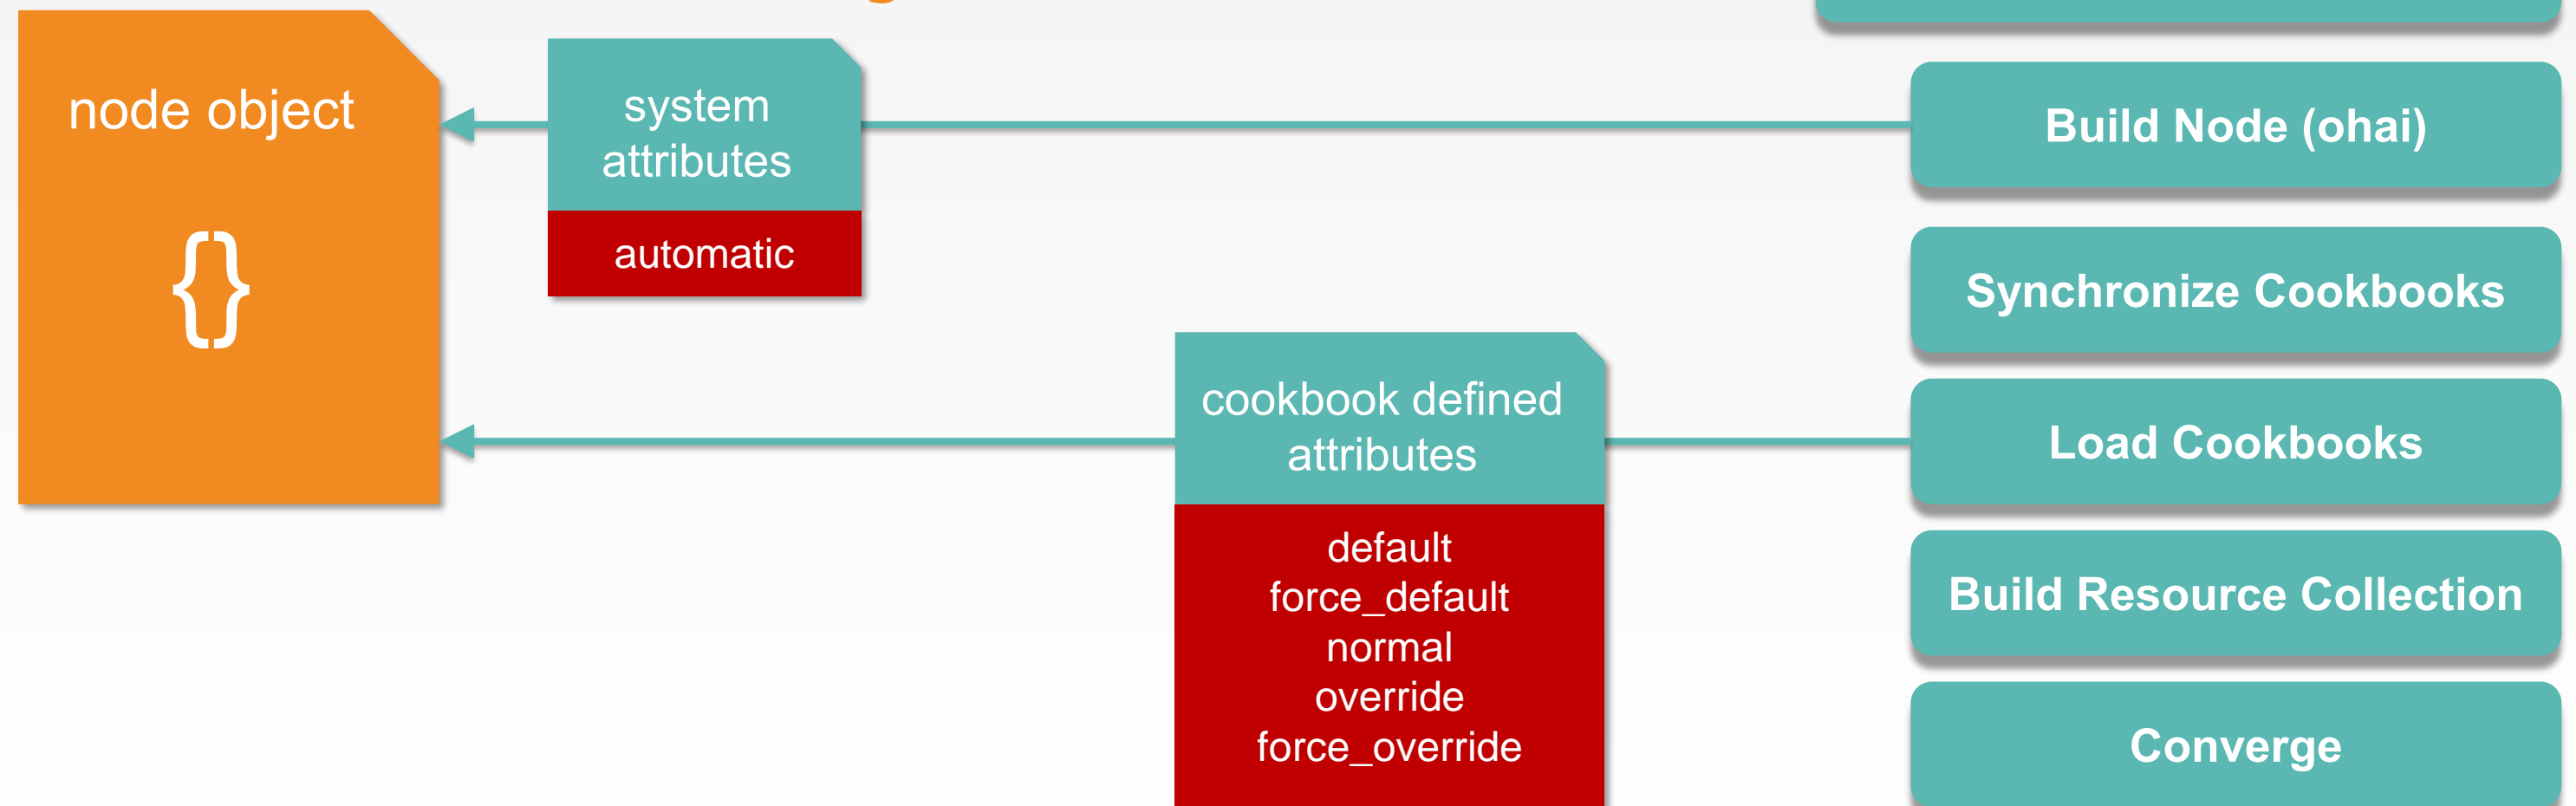 node object
{}
system
attributes
automatic
cookbook defined
attributes
default
force_default
normal
override
force_override
Build Node (ohai)
Synchronize Cookbooks
Load Cookbooks
Build Resource Collection
Converge